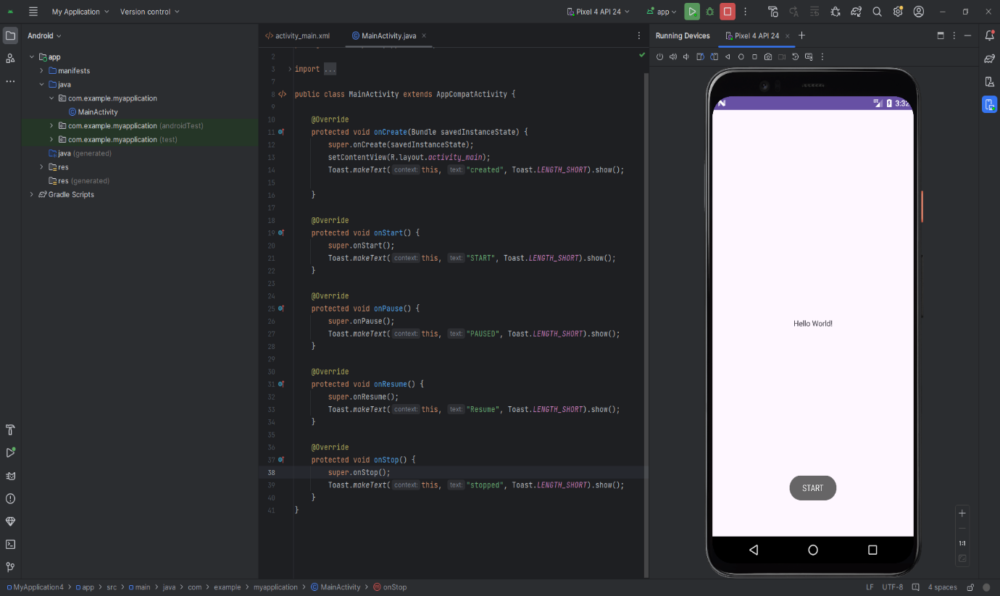 My Application Version control Pixel 4 API 24 app
Android
activity_main.xml MainActivity.java
Running Devices Pixel 4 API 24
app
manifests
java
com.example.myapplication
MainActivity
com.example.myapplication (androidTest)
com.example.myapplication (test)
java (generated)
res
res (generated)
Gradle Scripts
2
3 import ...
7
8 public class MainActivity extends AppCompatActivity {
9
10 @Override
11 protected void onCreate(Bundle savedInstanceState) {
12 super.onCreate(savedInstanceState);
13 setContentView(R.layout.activity_main);
14 Toast.makeText( context: this, text: "created", Toast.LENGTH_SHORT).show();
15
16 }
17
18 @Override
19 protected void onStart() {
20 super.onStart();
21 Toast.makeText( context: this, text: "START", Toast.LENGTH_SHORT).show();
22 }
23
24 @Override
25 protected void onPause() {
26 super.onPause();
27 Toast.makeText( context: this, text: "PAUSED", Toast.LENGTH_SHORT).show();
28 }
29
30 @Override
31 protected void onResume() {
32 super.onResume();
33 Toast.makeText( context: this, text: "Resume", Toast.LENGTH_SHORT).show();
34 }
35
36 @Override
37 protected void onStop() {
38 super.onStop();
39 Toast.makeText( context: this, text: "stopped", Toast.LENGTH_SHORT).show();
40 }
41 }
LTE 3:32
Hello World!
START
1:1
MyApplication4 > app > src > main > java > com > example > myapplication > MainActivity > onStop
LF UTF-8 4 spaces